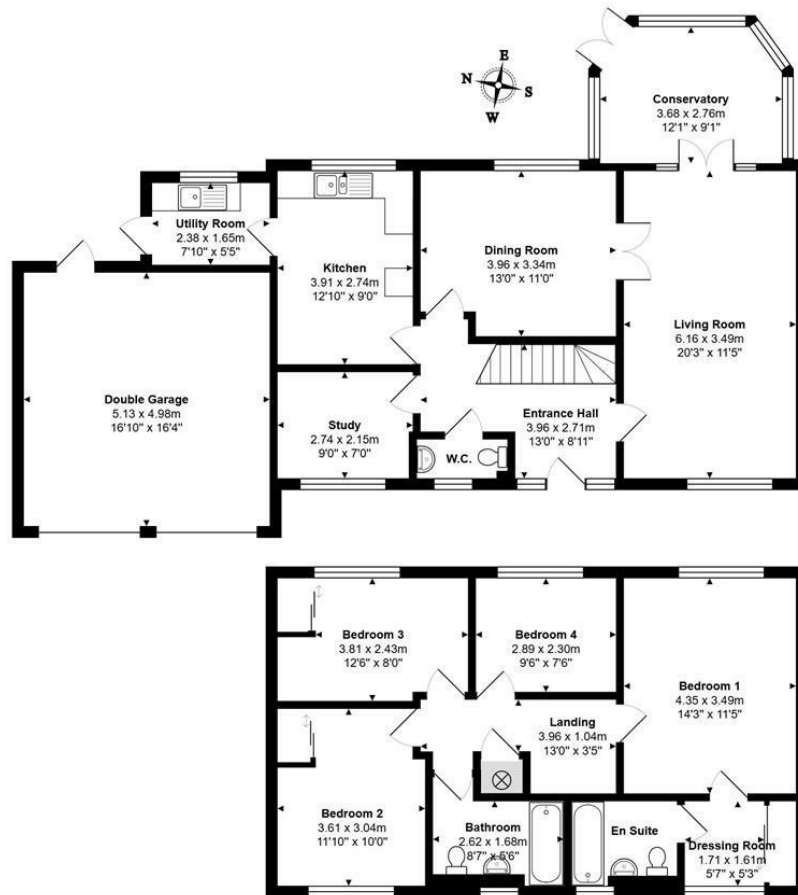 E
N
S
W
Conservatory
3.68 x 2.76m
12'1" x 9'1"
Utility Room
2.38 x 1.65m
7'10" x 5'5"
Kitchen
3.91 x 2.74m
12'10" x 9'0"
Dining Room
3.96 x 3.34m
13'0" x 11'0"
Living Room
6.16 x 3.49m
20'3" x 11'5"
Double Garage
5.13 x 4.98m
16'10" x 16'4"
Study
2.74 x 2.15m
9'0" x 7'0"
Entrance Hall
3.96 x 2.71m
13'0" x 8'11"
W.C.
Bedroom 3
3.81 x 2.43m
12'6" x 8'0"
Bedroom 4
2.89 x 2.30m
9'6" x 7'6"
Bedroom 1
4.35 x 3.49m
14'3" x 11'5"
Landing
3.96 x 1.04m
13'0" x 3'5"
Bedroom 2
3.61 x 3.04m
11'10" x 10'0"
Bathroom
2.62 x 1.68m
8'7" x 5'6"
En Suite
Dressing Room
1.71 x 1.61m
5'7" x 5'3"